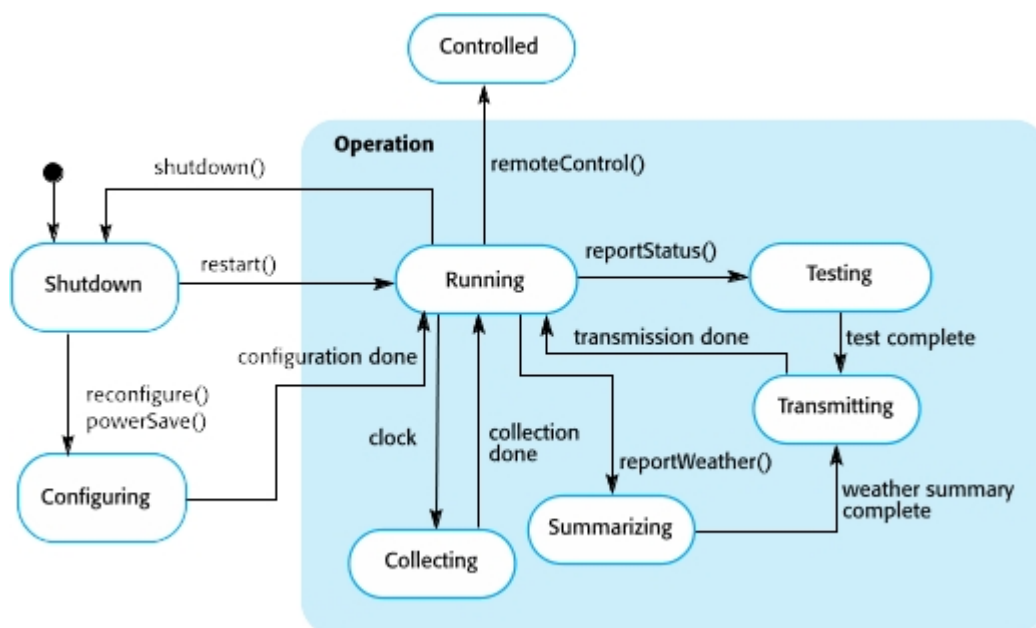 Controlled
Operation
shutdown()
remoteControl()
reportStatus()
restart()
Shutdown
Running
Testing
configuration done
transmission done
test complete
reconfigure()
powerSave()
Transmitting
clock
collection
done
reportWeather()
Configuring
weather summary
complete
Summarizing
Collecting